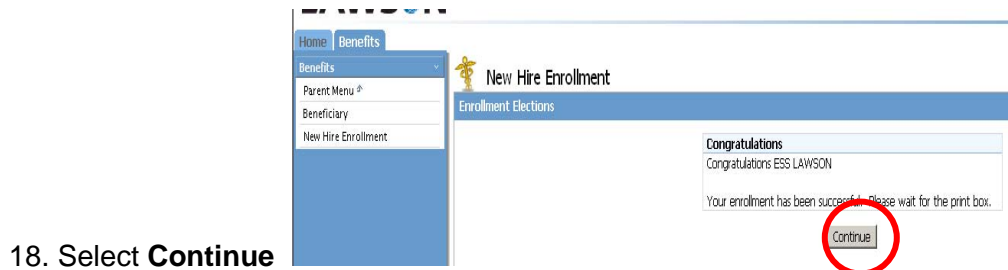 LAWSON
Home Benefits
Benefits
Parent Menu
Beneficiary
New Hire Enrollment
New Hire Enrollment
Enrollment Elections
Congratulations
Congratulations ESS LAWSON
Your enrollment has been successful. Please wait for the print box.
Continue
18. Select Continue